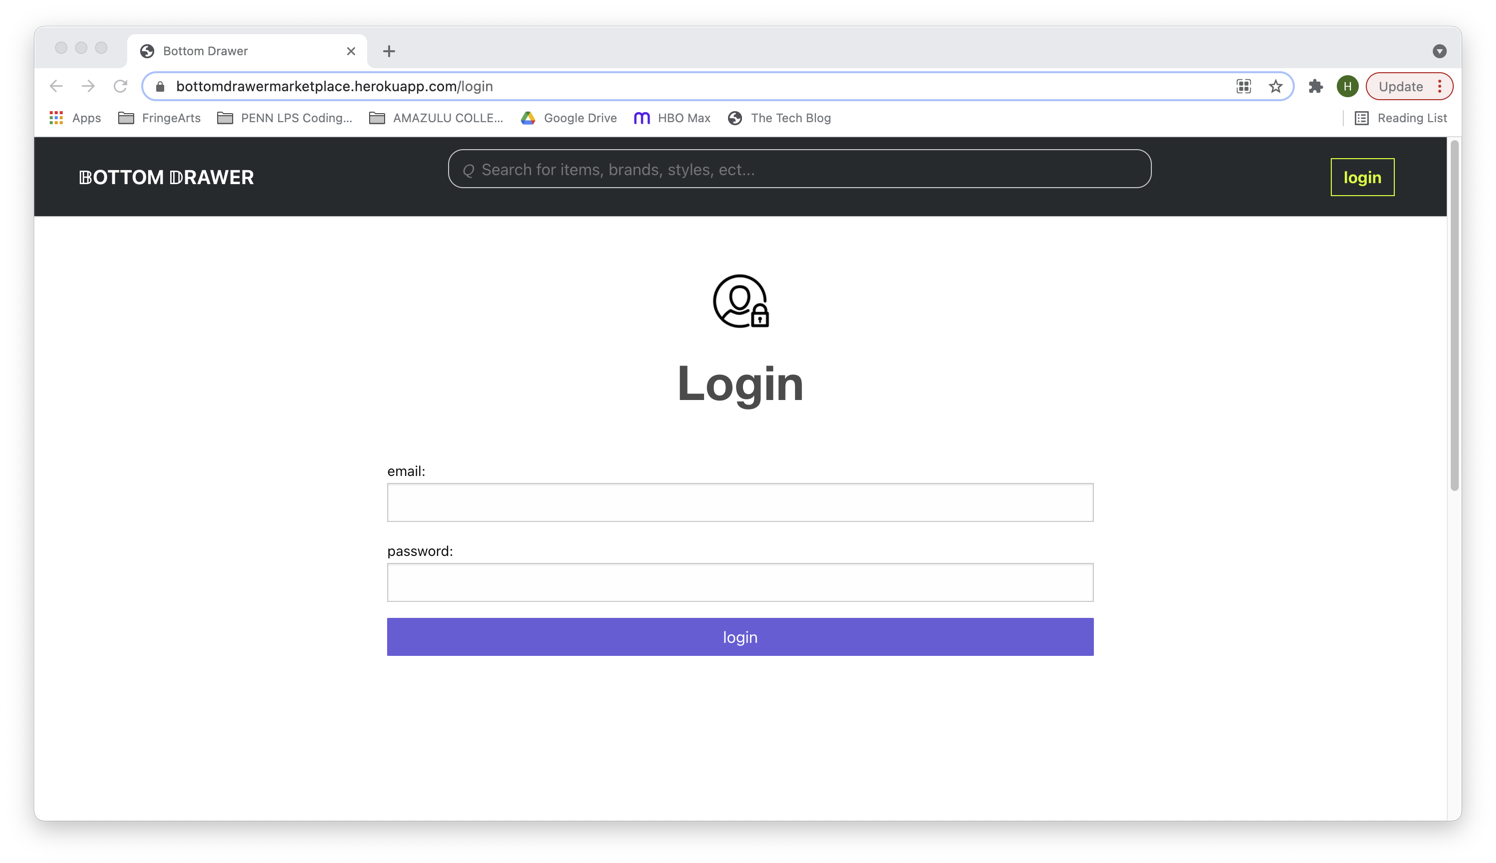 Bottom Drawer
bottomdrawermarketplace.herokuapp.com/login
H
Update
Apps
FringeArts
PENN LPS Coding...
AMAZULU COLLE...
Google Drive
HBO Max
The Tech Blog
Reading List
𝔹OTTOM 𝔻RAWER
Search for items, brands, styles, ect...
login
Login
email:
password:
login